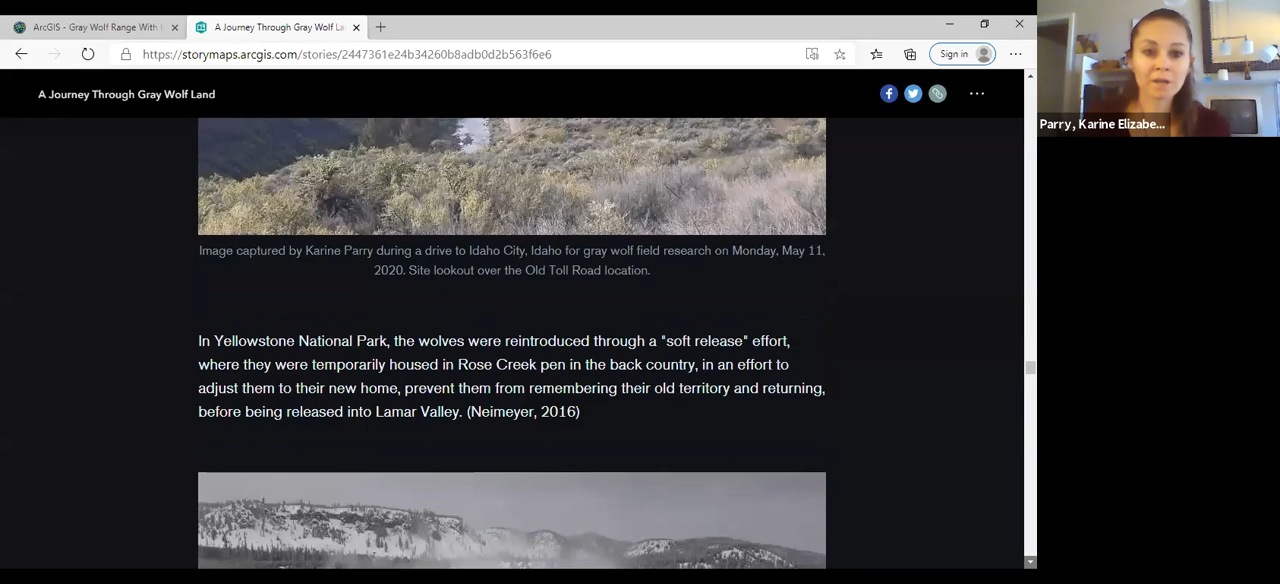 ArcGIS - Gray Wolf Range With
A Journey Through Gray Wolf La
https://storymaps.arcgis.com/stories/2447361e24b34260b8adb0d2b563f6e6
Sign in
A Journey Through Gray Wolf Land
Parry, Karine Elizabe...
Image captured by Karine Parry during a drive to Idaho City, Idaho for gray wolf field research on Monday, May 11,
2020. Site lookout over the Old Toll Road location.
In Yellowstone National Park, the wolves were reintroduced through a "soft release" effort,
where they were temporarily housed in Rose Creek pen in the back country, in an effort to
adjust them to their new home, prevent them from remembering their old territory and returning,
before being released into Lamar Valley. (Neimeyer, 2016)